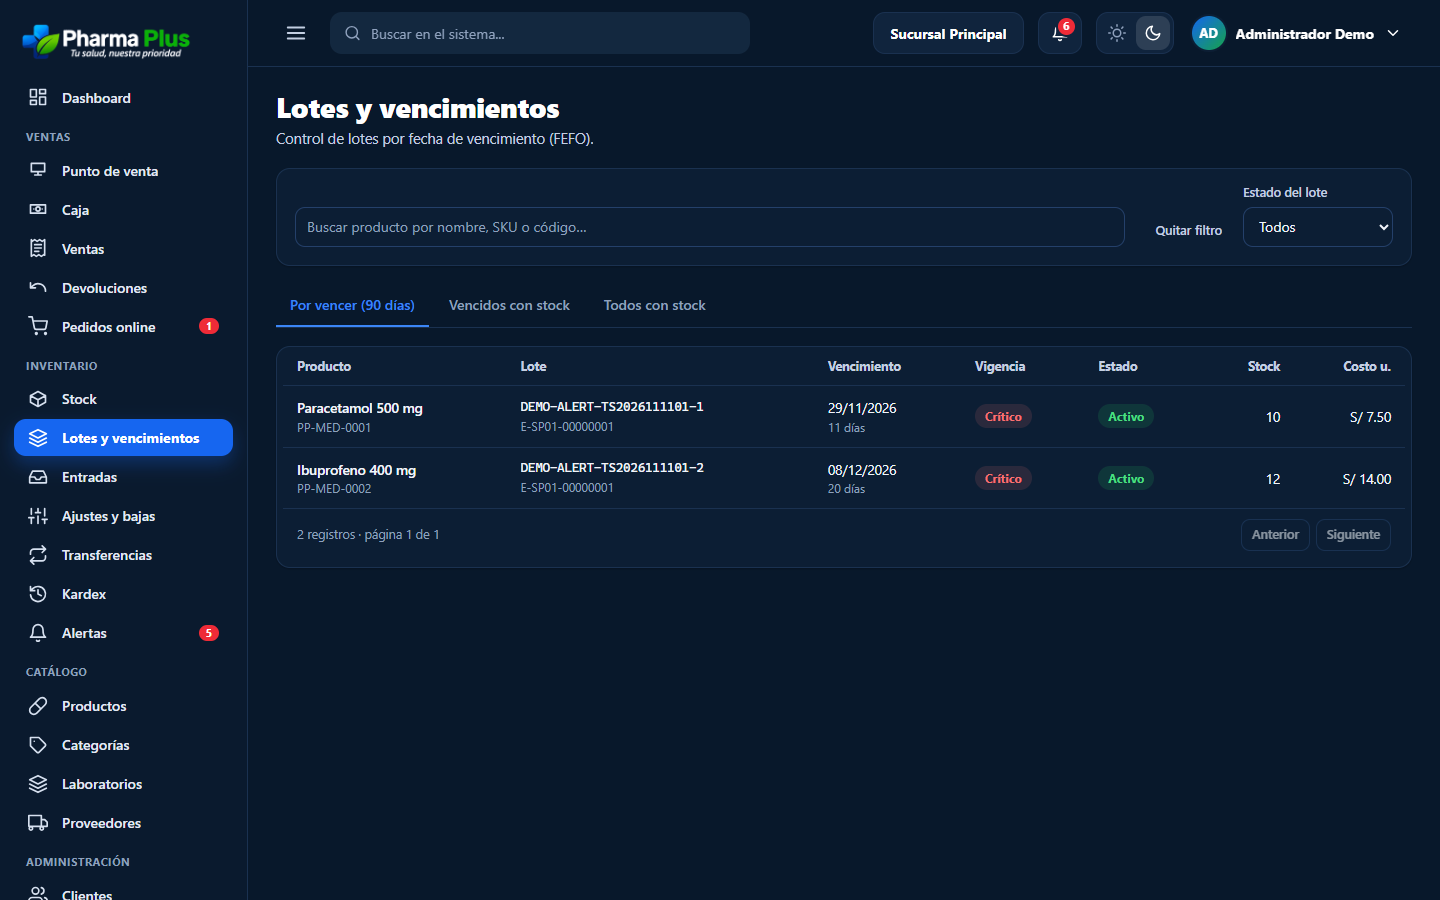 Pharma Plus
Tu salud, nuestra prioridad
Dashboard
VENTAS
Punto de venta
Caja
Ventas
Devoluciones
Pedidos online 1
INVENTARIO
Stock
Lotes y vencimientos
Entradas
Ajustes y bajas
Transferencias
Kardex
Alertas 5
CATÁLOGO
Productos
Categorías
Laboratorios
Proveedores
ADMINISTRACIÓN
Clientes
Buscar en el sistema...
Sucursal Principal
6
AD Administrador Demo
Lotes y vencimientos
Control de lotes por fecha de vencimiento (FEFO).
Buscar producto por nombre, SKU o código...
Quitar filtro
Estado del lote
Todos
Por vencer (90 días) Vencidos con stock Todos con stock
Producto Lote Vencimiento Vigencia Estado Stock Costo u.
Paracetamol 500 mg DEMO-ALERT-TS2026111101-1 29/11/2026 Crítico Activo 10 S/ 7.50
PP-MED-0001 E-SP01-00000001 11 días
Ibuprofeno 400 mg DEMO-ALERT-TS2026111101-2 08/12/2026 Crítico Activo 12 S/ 14.00
PP-MED-0002 E-SP01-00000001 20 días
2 registros · página 1 de 1 Anterior Siguiente